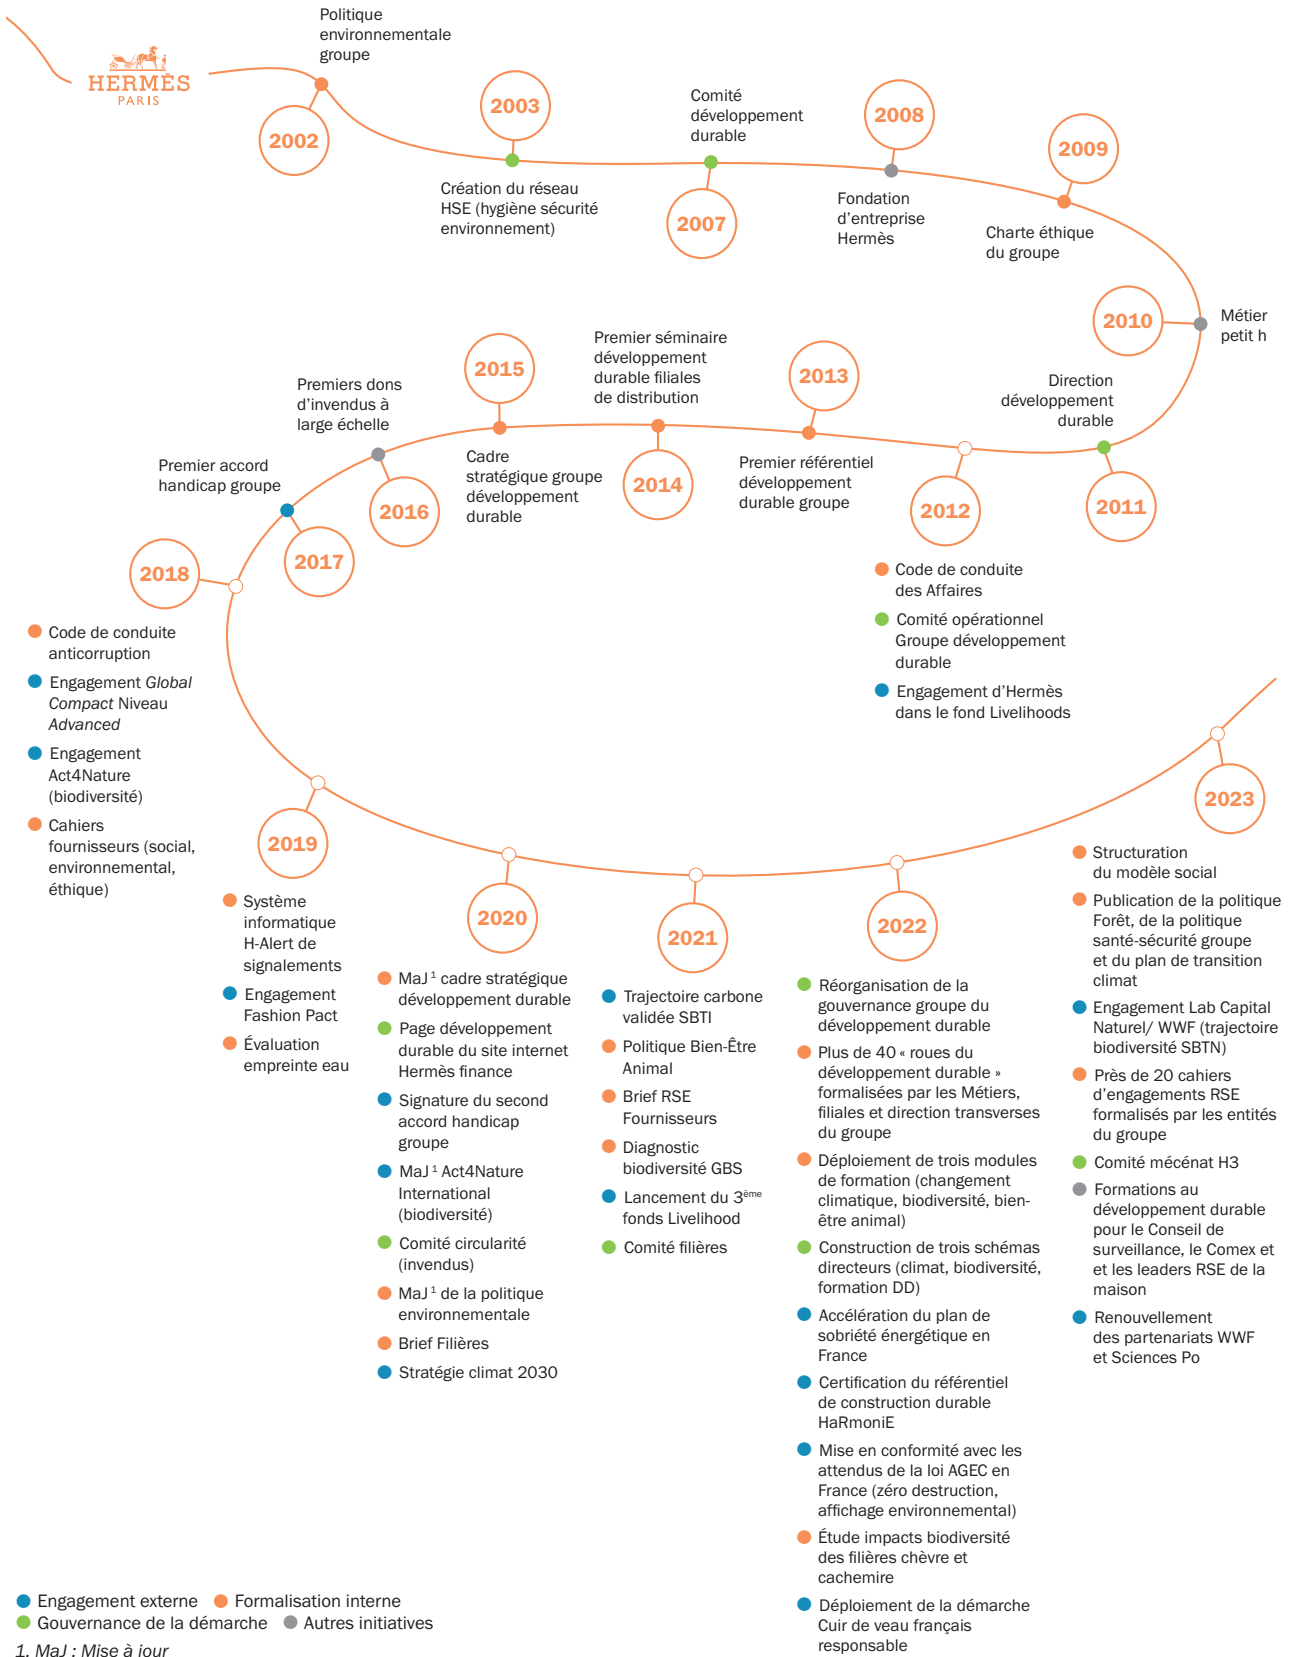 HERMÈS
PARIS
Politique
environnementale
groupe
2002
2003
Création du réseau
HSE (hygiène sécurité
environnement)
Comité
développement
durable
2007
2008
Fondation
d’entreprise
Hermès
2009
Charte éthique
du groupe
2010
Métier
petit h
Direction
développement
durable
2011
2012
Code de conduite
des Affaires
Comité opérationnel
Groupe développement
durable
Engagement d’Hermès
dans le fond Livelihoods
2013
Premier référentiel
développement
durable groupe
Premier séminaire
développement
durable filiales
de distribution
2014
2015
Cadre
stratégique groupe
développement
durable
Premiers dons
d’invendus à
large échelle
2016
Premier accord
handicap groupe
2017
2018
Code de conduite
anticorruption
Engagement Global
Compact Niveau
Advanced
Engagement
Act4Nature
(biodiversité)
Cahiers
fournisseurs (social,
environnemental,
éthique)
2019
Système
informatique
H-Alert de
signalements
Engagement
Fashion Pact
Évaluation
empreinte eau
2020
MaJ ¹ cadre stratégique
développement durable
Page développement
durable du site internet
Hermès finance
Signature du second
accord handicap
groupe
MaJ ¹ Act4Nature
International
(biodiversité)
Comité circularité
(invendus)
MaJ ¹ de la politique
environnementale
Brief Filières
Stratégie climat 2030
2021
Trajectoire carbone
validée SBTI
Politique Bien-Être
Animal
Brief RSE
Fournisseurs
Diagnostic
biodiversité GBS
Lancement du 3ème
fonds Livelihood
Comité filières
2022
Réorganisation de la
gouvernance groupe du
développement durable
Plus de 40 « roues du
développement durable »
formalisées par les Métiers,
filiales et direction transverses
du groupe
Déploiement de trois modules
de formation (changement
climatique, biodiversité, bien-
être animal)
Construction de trois schémas
directeurs (climat, biodiversité,
formation DD)
Accélération du plan de
sobriété énergétique en
France
Certification du référentiel
de construction durable
HaRmoniE
Mise en conformité avec les
attendus de la loi AGEC en
France (zéro destruction,
affichage environnemental)
Étude impacts biodiversité
des filières chèvre et
cachemire
Déploiement de la démarche
Cuir de veau français
responsable
2023
Structuration
du modèle social
Publication de la politique
Forêt, de la politique
santé-sécurité groupe
et du plan de transition
climat
Engagement Lab Capital
Naturel/ WWF (trajectoire
biodiversité SBTN)
Près de 20 cahiers
d’engagements RSE
formalisés par les entités
du groupe
Comité mécénat H3
Formations au
développement durable
pour le Conseil de
surveillance, le Comex et
et les leaders RSE de la
maison
Renouvellement
des partenariats WWF
et Sciences Po
Engagement externe Formalisation interne
Gouvernance de la démarche Autres initiatives
1. MaJ : Mise à jour